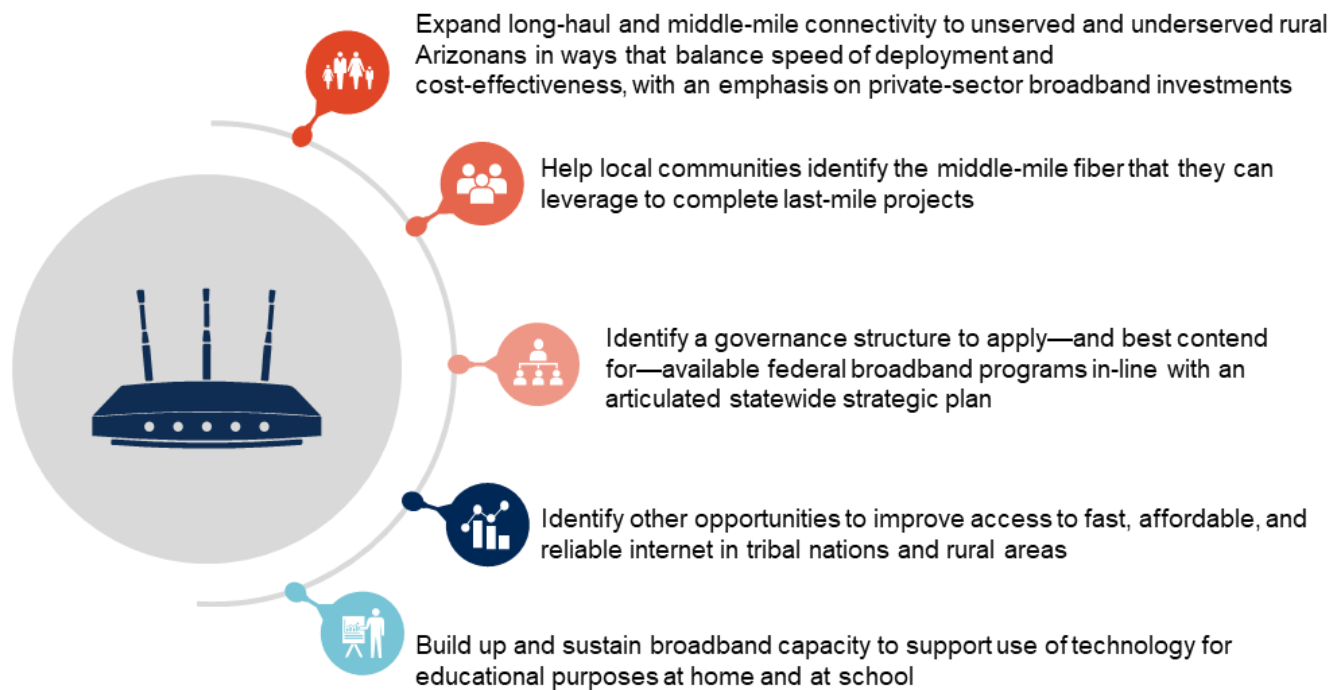 Expand long-haul and middle-mile connectivity to unserved and underserved rural
Arizonans in ways that balance speed of deployment and
cost-effectiveness, with an emphasis on private-sector broadband investments
Help local communities identify the middle-mile fiber that they can
leverage to complete last-mile projects
Identify a governance structure to apply—and best contend
for—available federal broadband programs in-line with an
articulated statewide strategic plan
Identify other opportunities to improve access to fast, affordable, and
reliable internet in tribal nations and rural areas
Build up and sustain broadband capacity to support use of technology for
educational purposes at home and at school